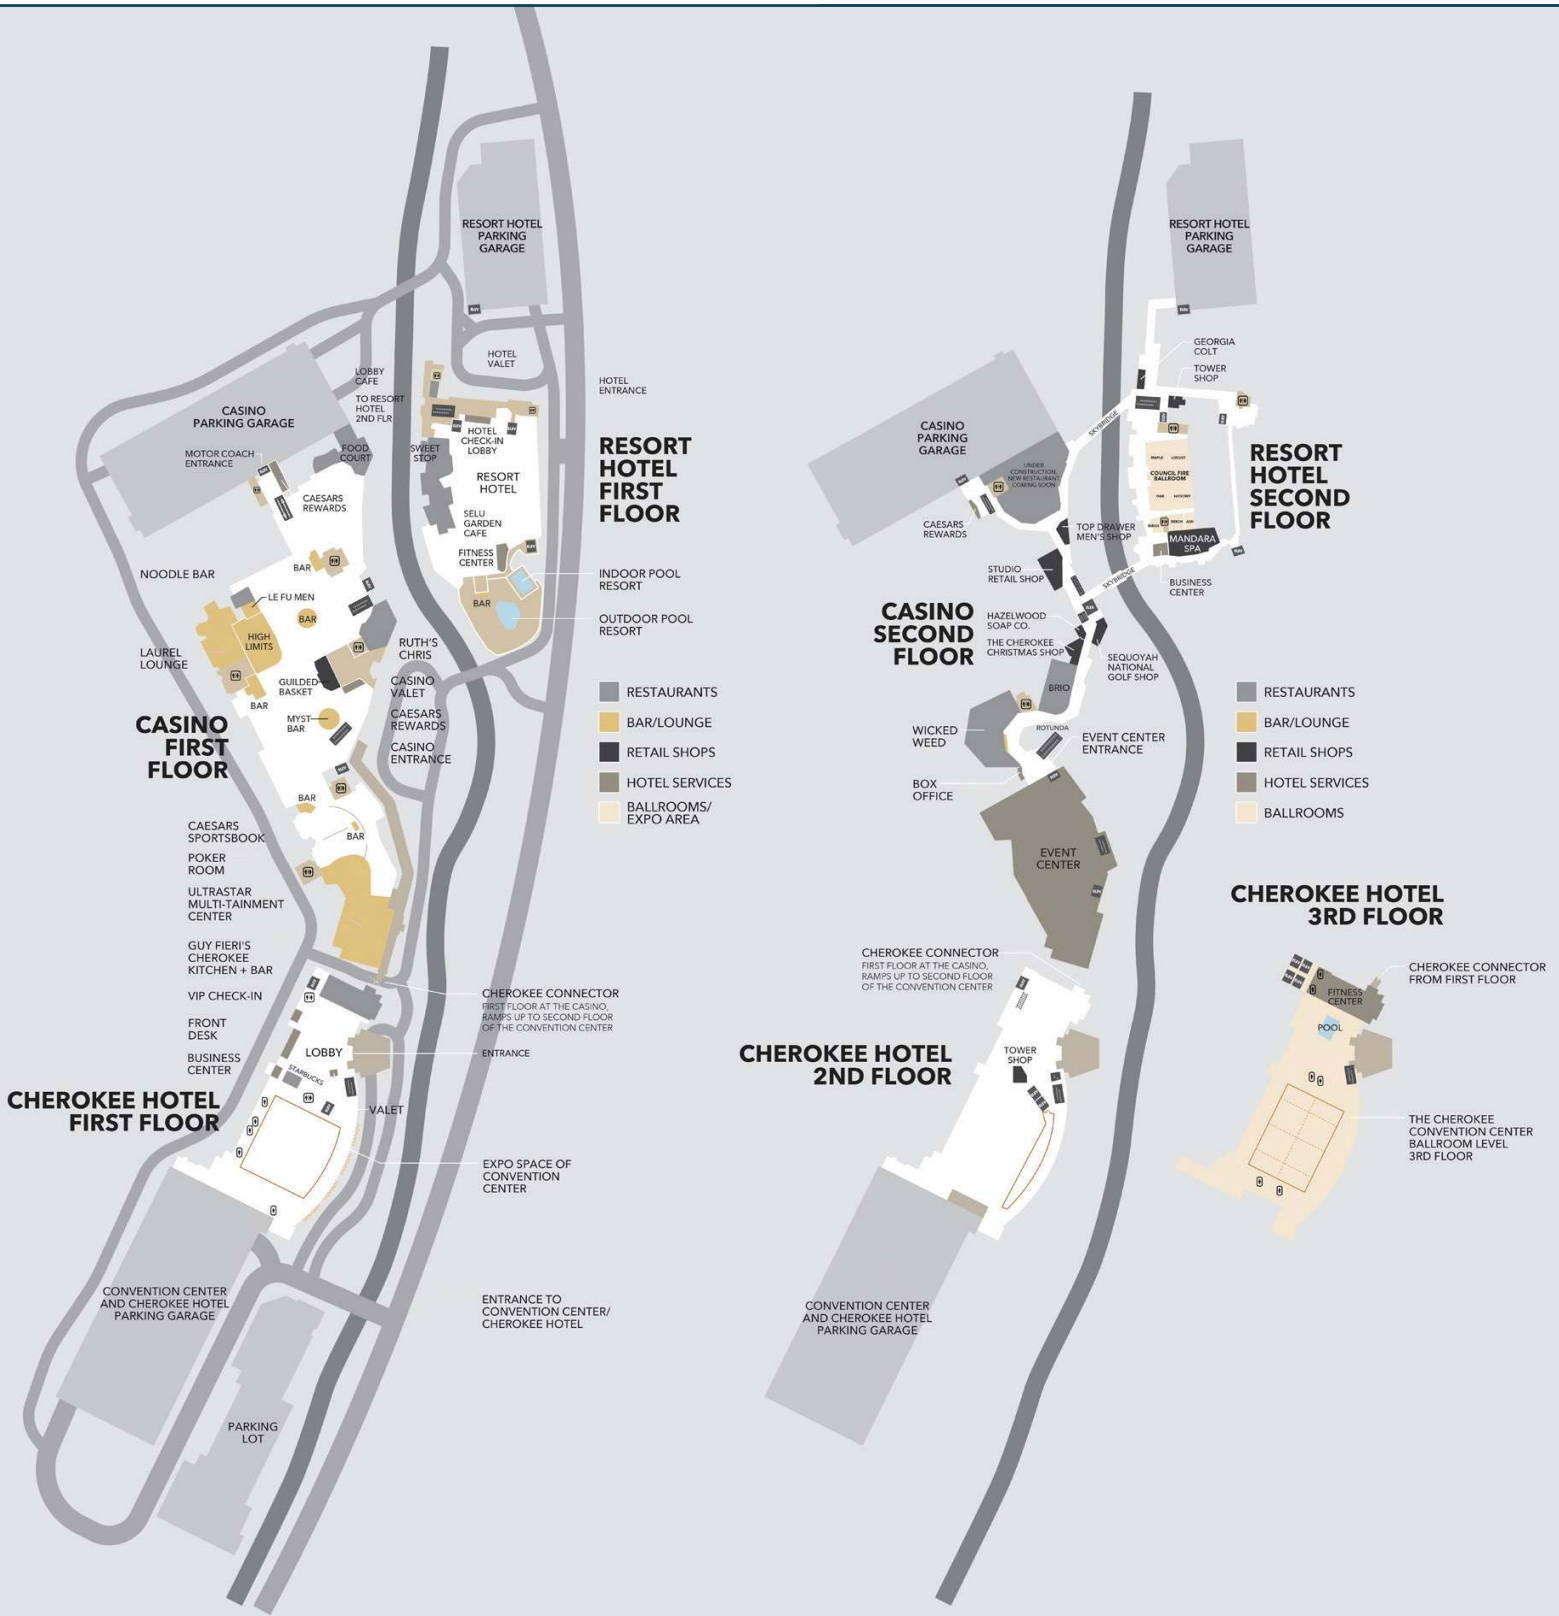 RESORT HOTEL
PARKING
GARAGE
ELEV
HOTEL
VALET
HOTEL
ENTRANCE
LOBBY
CAFE
TO RESORT
HOTEL
2ND FLR
CASINO
PARKING GARAGE
MOTOR COACH
ENTRANCE
FOOD
COURT
SWEET
STOP
HOTEL
CHECK-IN
LOBBY
RESORT
HOTEL
RESORT
HOTEL
FIRST
FLOOR
CAESARS
REWARDS
SELU
GARDEN
CAFE
FITNESS
CENTER
BAR
NOODLE BAR
LE FU MEN
BAR
HIGH
LIMITS
LAUREL
LOUNGE
BAR
INDOOR POOL
RESORT
OUTDOOR POOL
RESORT
BAR
RUTH'S
CHRIS
GUILDED
BASKET
CASINO
VALET
MYST
BAR
CAESARS
REWARDS
CASINO
ENTRANCE
CASINO
FIRST
FLOOR
RESTAURANTS
BAR/LOUNGE
RETAIL SHOPS
HOTEL SERVICES
BALLROOMS/
EXPO AREA
BAR
BAR
CAESARS
SPORTSBOOK
POKER
ROOM
ULTRASTAR
MULTI-TAINMENT
CENTER
GUY FIERI'S
CHEROKEE
KITCHEN + BAR
VIP CHECK-IN
FRONT
DESK
BUSINESS
CENTER
CHEROKEE CONNECTOR
FIRST FLOOR AT THE CASINO,
RAMPS UP TO SECOND FLOOR
OF THE CONVENTION CENTER
LOBBY
ENTRANCE
STARBUCKS
CHEROKEE HOTEL
FIRST FLOOR
VALET
EXPO SPACE OF
CONVENTION
CENTER
CONVENTION CENTER
AND CHEROKEE HOTEL
PARKING GARAGE
ENTRANCE TO
CONVENTION CENTER/
CHEROKEE HOTEL
PARKING
LOT
RESORT HOTEL
PARKING
GARAGE
ELEV
GEORGIA
COLT
TOWER
SHOP
SKYBRIDGE
CASINO
PARKING
GARAGE
UNDER
CONSTRUCTION,
NEW RESTAURANT
COMING SOON
MAPLE LOCUST
COUNCIL FIRE
BALLROOM
OAK HICKORY
BIRCH BEECH ASH
RESORT
HOTEL
SECOND
FLOOR
CAESARS
REWARDS
TOP DRAWER
MEN'S SHOP
MANDARA
SPA
STUDIO
RETAIL SHOP
SKYBRIDGE
BUSINESS
CENTER
CASINO
SECOND
FLOOR
HAZELWOOD
SOAP CO.
THE CHEROKEE
CHRISTMAS SHOP
SEQUOYAH
NATIONAL
GOLF SHOP
BRIO
WICKED
WEED
ROTUNDA
EVENT CENTER
ENTRANCE
BOX
OFFICE
RESTAURANTS
BAR/LOUNGE
RETAIL SHOPS
HOTEL SERVICES
BALLROOMS
EVENT
CENTER
CHEROKEE CONNECTOR
FIRST FLOOR AT THE CASINO,
RAMPS UP TO SECOND FLOOR
OF THE CONVENTION CENTER
CHEROKEE HOTEL
2ND FLOOR
TOWER
SHOP
CONVENTION CENTER
AND CHEROKEE HOTEL
PARKING GARAGE
CHEROKEE HOTEL
3RD FLOOR
CHEROKEE CONNECTOR
FROM FIRST FLOOR
FITNESS
CENTER
POOL
THE CHEROKEE
CONVENTION CENTER
BALLROOM LEVEL
3RD FLOOR